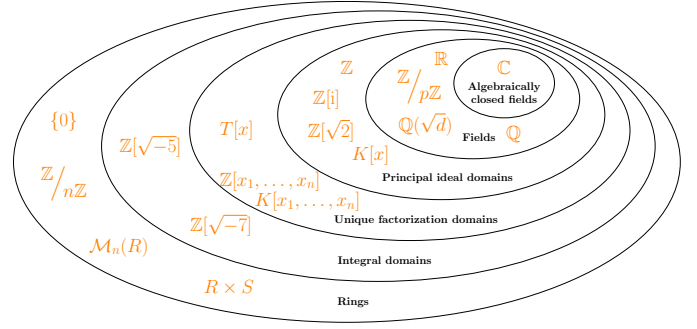 ℝ
ℂ
ℤ
ℤ/pℤ
Algebraically
closed fields
ℤ[i]
{0}
T[x]
ℤ[√2]
ℚ(√d)
ℚ
Fields
ℤ[√−5]
K[x]
ℤ/nℤ
ℤ[x₁, …, xₙ]
Principal ideal domains
K[x₁, …, xₙ]
ℤ[√−7]
Unique factorization domains
ℳₙ(R)
Integral domains
R × S
Rings